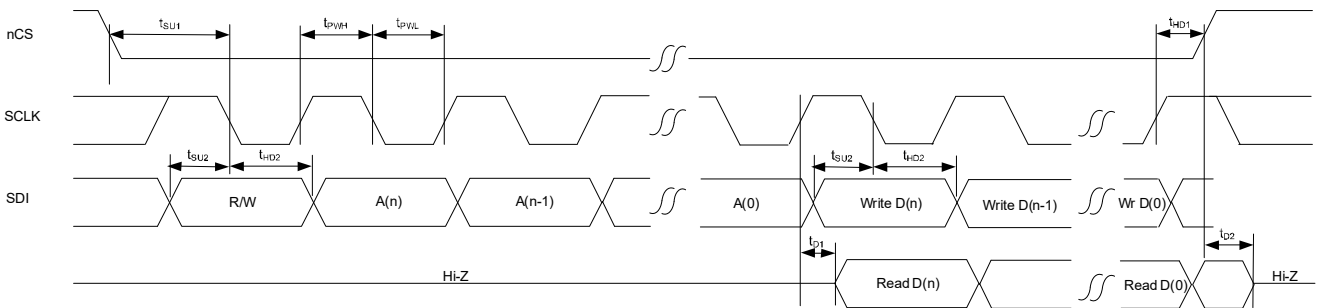 nCS
tSU1
tPWH
tPWL
tHD1
SCLK
tSU2
tHD2
tSU2
tHD2
SDI
R/W
A(n)
A(n-1)
A(0)
Write D(n)
Write D(n-1)
Wr D(0)
tD1
tD2
Hi-Z
Read D(n)
Read D(0)
Hi-Z